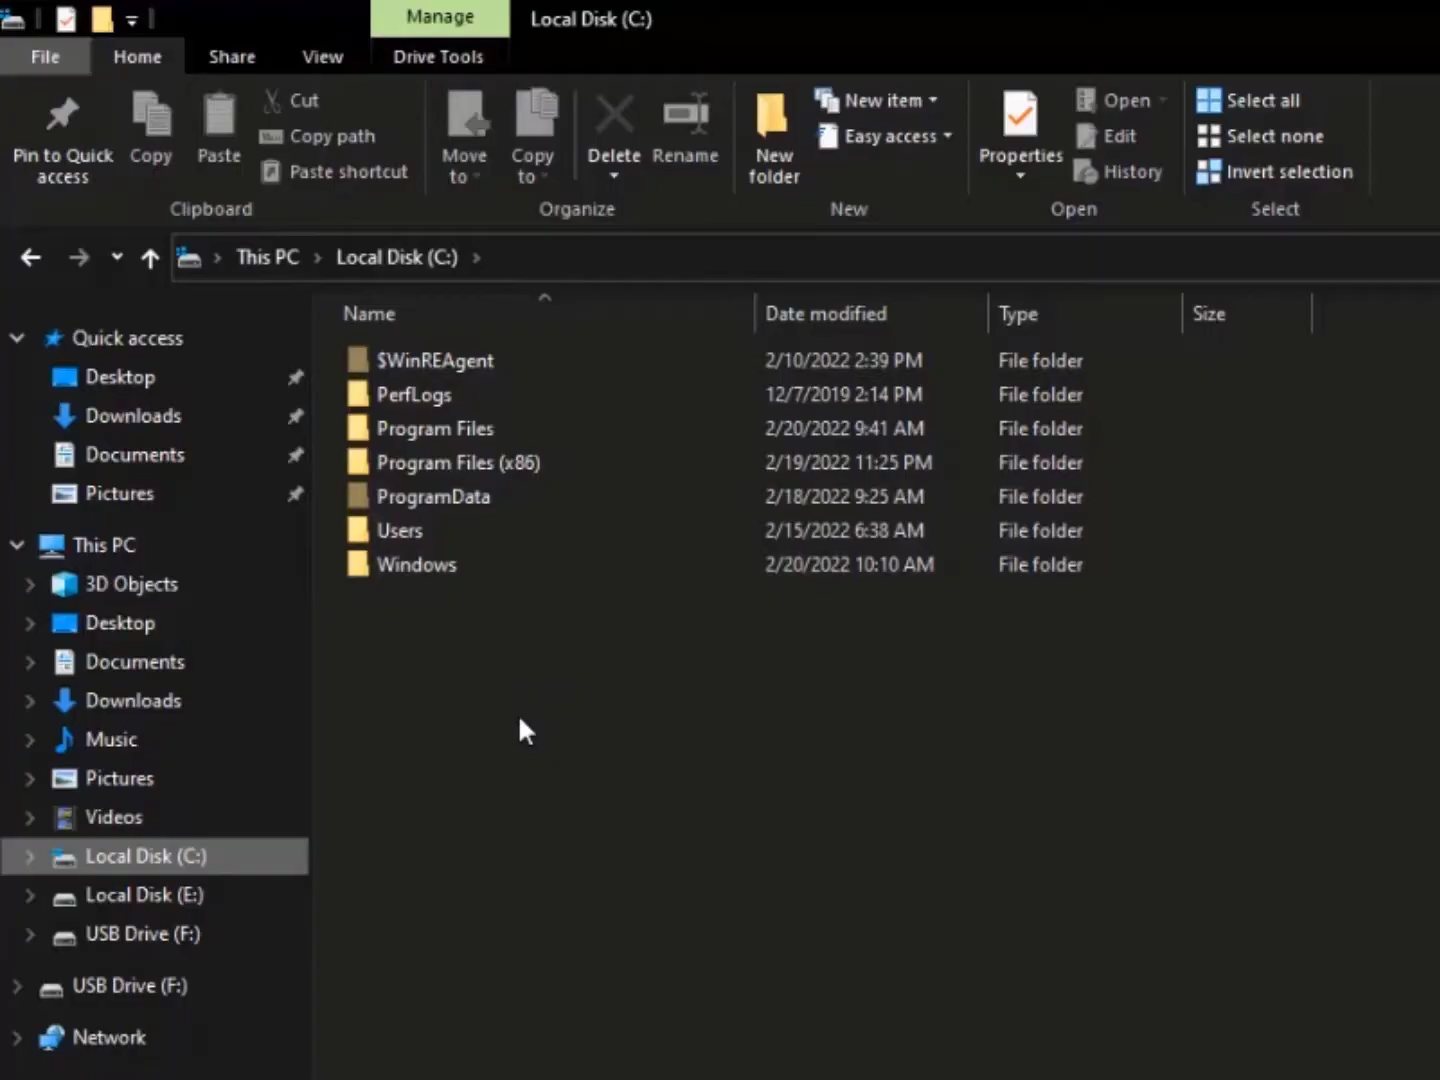 Manage
Local Disk (C:)
File
Home
Share
View
Drive Tools
Pin to Quick
access
Copy
Paste
Cut
Copy path
Paste shortcut
Clipboard
Move
to
Copy
to
Delete
Rename
Organize
New
folder
New item
Easy access
New
Properties
Open
Edit
History
Open
Select all
Select none
Invert selection
Select
This PC > Local Disk (C:) >
Name Date modified Type Size
$WinREAgent 2/10/2022 2:39 PM File folder
PerfLogs 12/7/2019 2:14 PM File folder
Program Files 2/20/2022 9:41 AM File folder
Program Files (x86) 2/19/2022 11:25 PM File folder
ProgramData 2/18/2022 9:25 AM File folder
Users 2/15/2022 6:38 AM File folder
Windows 2/20/2022 10:10 AM File folder
Quick access
Desktop
Downloads
Documents
Pictures
This PC
3D Objects
Desktop
Documents
Downloads
Music
Pictures
Videos
Local Disk (C:)
Local Disk (E:)
USB Drive (F:)
USB Drive (F:)
Network